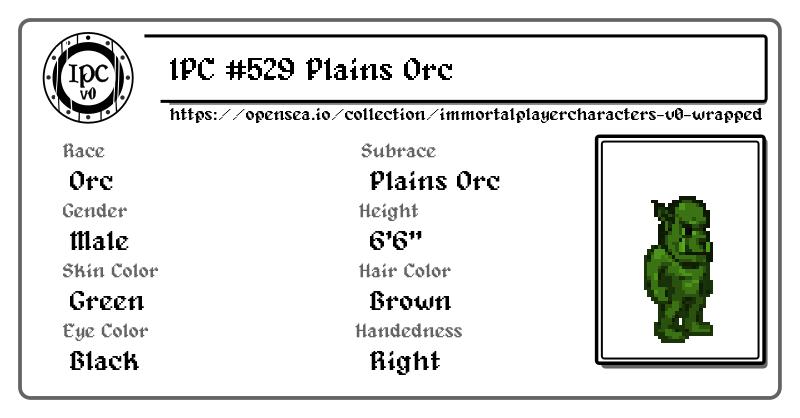 IPC
v0
IPC #529 Plains Orc
https://opensea.io/collection/immortalplayercharacters-v0-wrapped
Race
Orc
Subrace
Plains Orc
Gender
Male
Height
6'6"
Skin Color
Green
Hair Color
Brown
Eye Color
Black
Handedness
Right